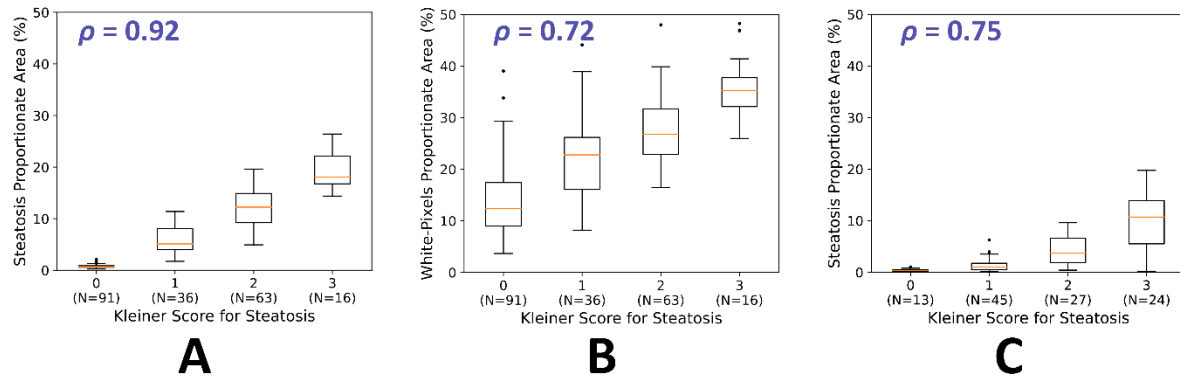 ρ = 0.92
Steatosis Proportionate Area (%)
50
40
30
20
10
0
0 1 2 3
(N=91) (N=36) (N=63) (N=16)
Kleiner Score for Steatosis
A
ρ = 0.72
White-Pixels Proportionate Area (%)
50
40
30
20
10
0
0 1 2 3
(N=91) (N=36) (N=63) (N=16)
Kleiner Score for Steatosis
B
ρ = 0.75
Steatosis Proportionate Area (%)
50
40
30
20
10
0
0 1 2 3
(N=13) (N=45) (N=27) (N=24)
Kleiner Score for Steatosis
C